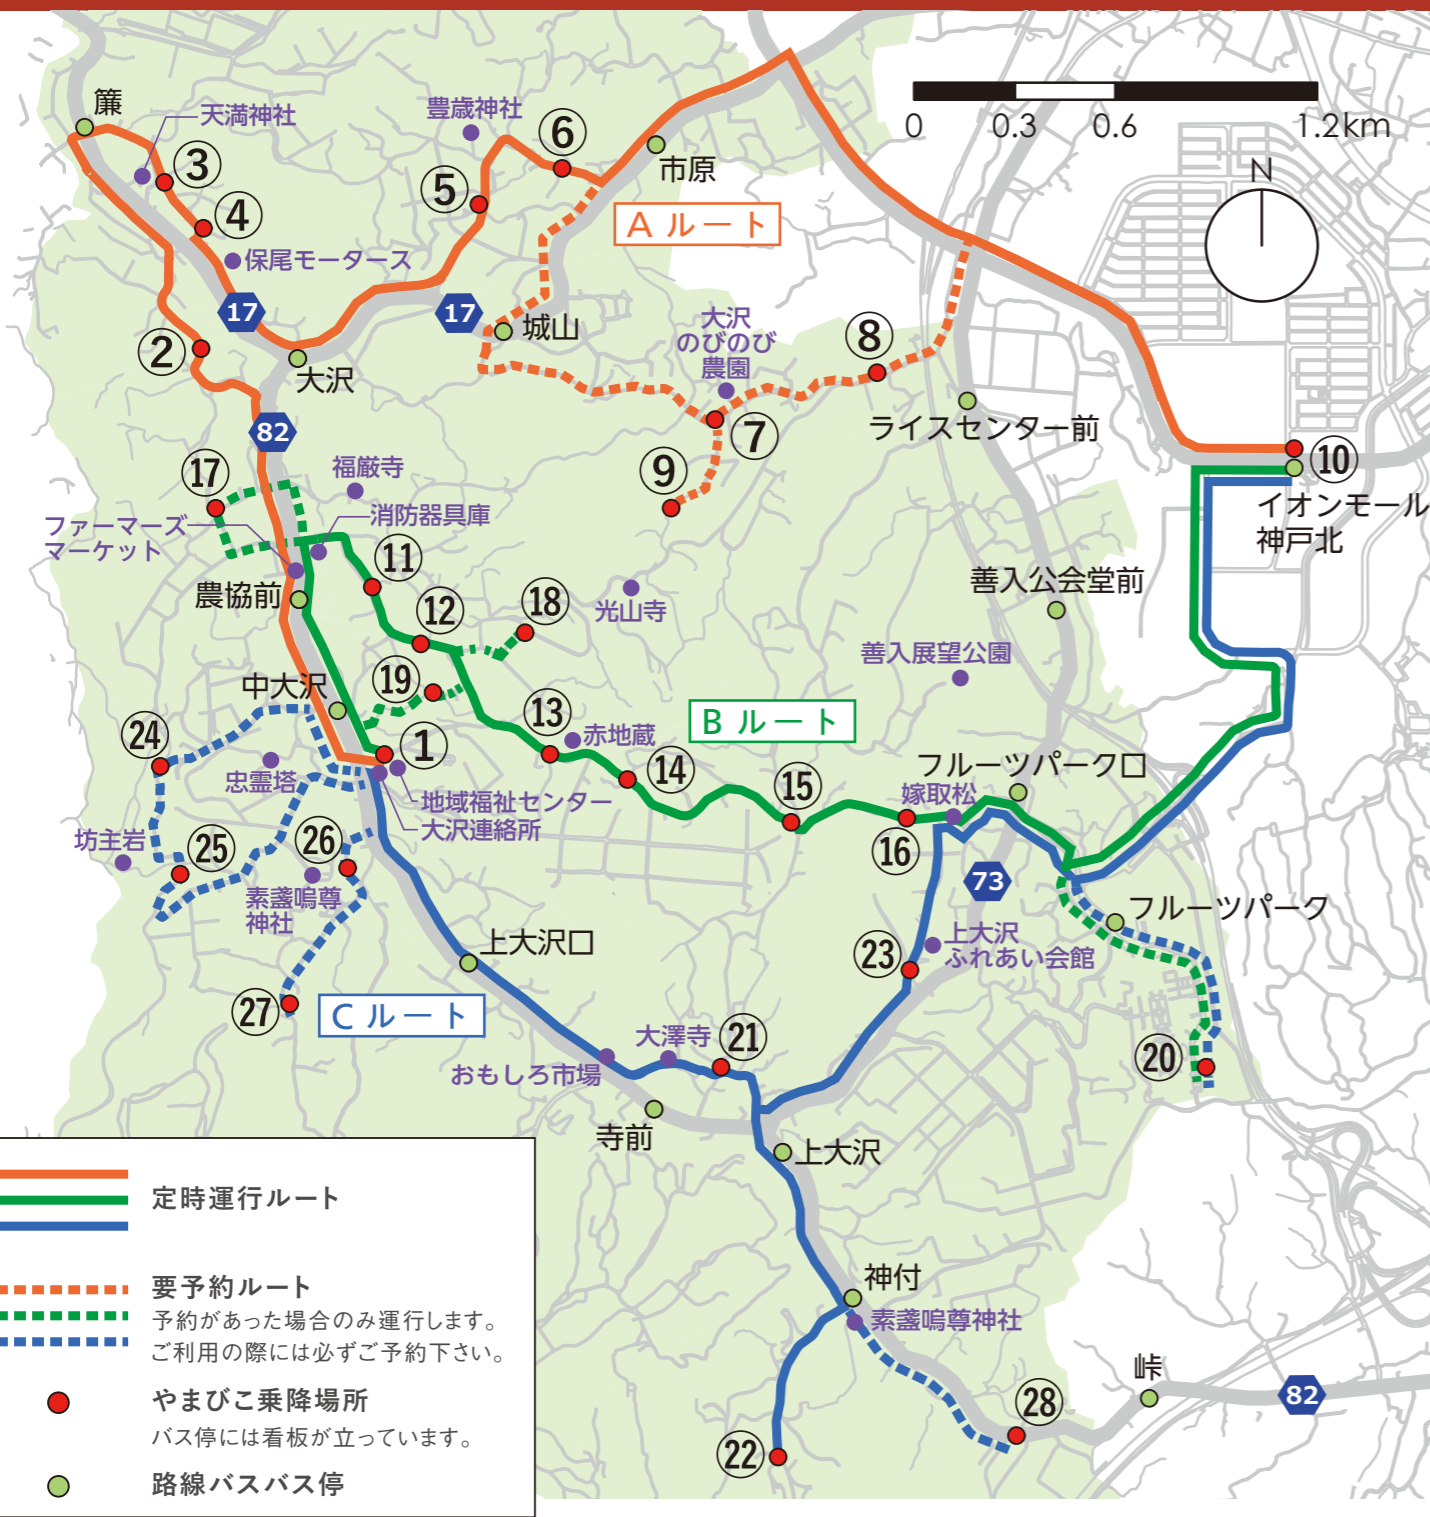 0
0.3
0.6
1.2km
N
簾
天満神社
豊歳神社
③
④
⑤
⑥
市原
Aルート
保尾モータース
17
17
②
大沢
城山
大沢
のびのび
農園
⑧
ライスセンター前
82
⑦
⑨
⑩
イオンモール
神戸北
⑰
福厳寺
ファーマーズ
マーケット
消防器具庫
⑪
農協前
⑫
⑱
光山寺
善入公会堂前
善入展望公園
中大沢
⑲
⑬
赤地蔵
Bルート
㉔
忠霊塔
①
⑭
⑮
フルーツパーク口
嫁取松
地域福祉センター
大沢連絡所
坊主岩
㉕
㉖
⑯
73
素盞嗚尊
神社
フルーツパーク
上大沢口
㉓
上大沢
ふれあい会館
㉗
Cルート
大澤寺
㉑
おもしろ市場
⑳
寺前
上大沢
神付
素盞嗚尊神社
峠
82
㉘
㉒
定時運行ルート
要予約ルート
予約があった場合のみ運行します。
ご利用の際には必ずご予約下さい。
やまびこ乗降場所
バス停には看板が立っています。
路線バスバス停